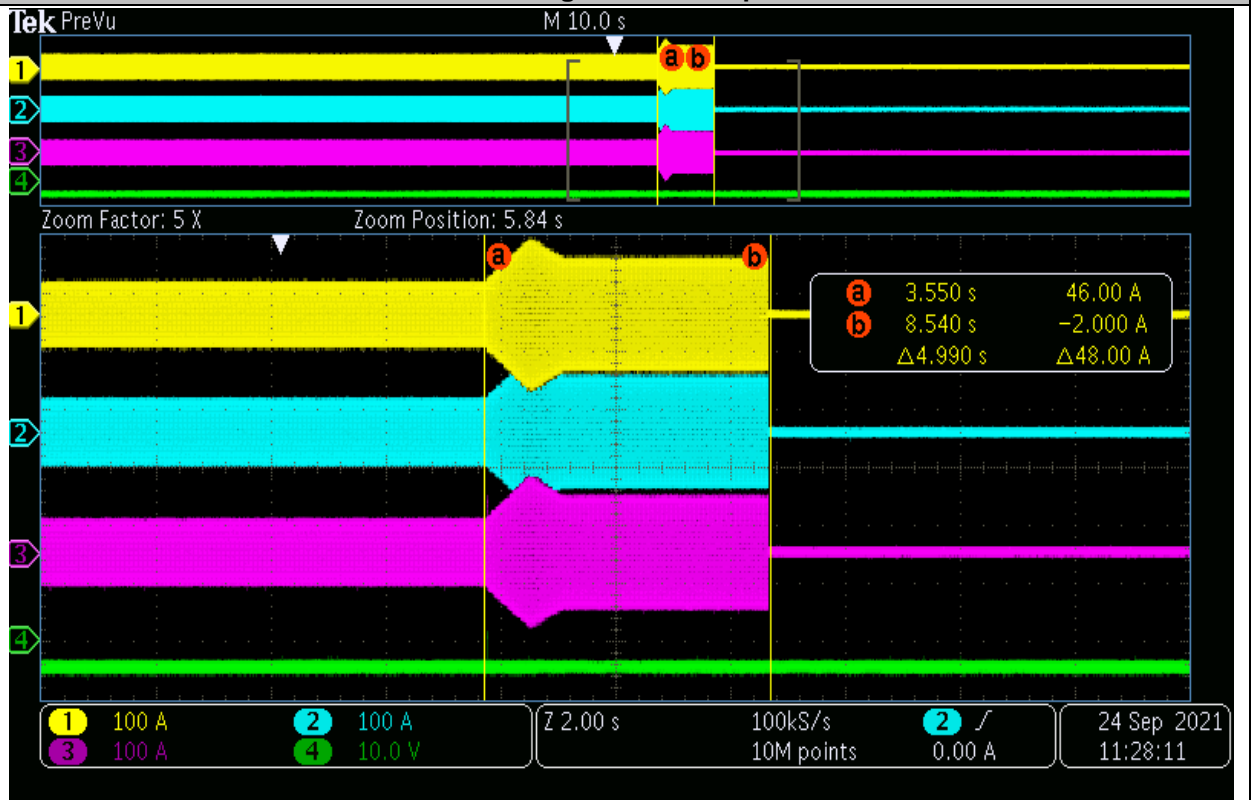 Tek PreVu M 10.0 s
a b
1
2
3
4
Zoom Factor: 5 X Zoom Position: 5.84 s
a b
a 3.550 s 46.00 A
b 8.540 s −2.000 A
△4.990 s △48.00 A
1
2
3
4
1 100 A 2 100 A Z 2.00 s 100kS/s 2 24 Sep 2021
3 100 A 4 10.0 V 10M points 0.00 A 11:28:11